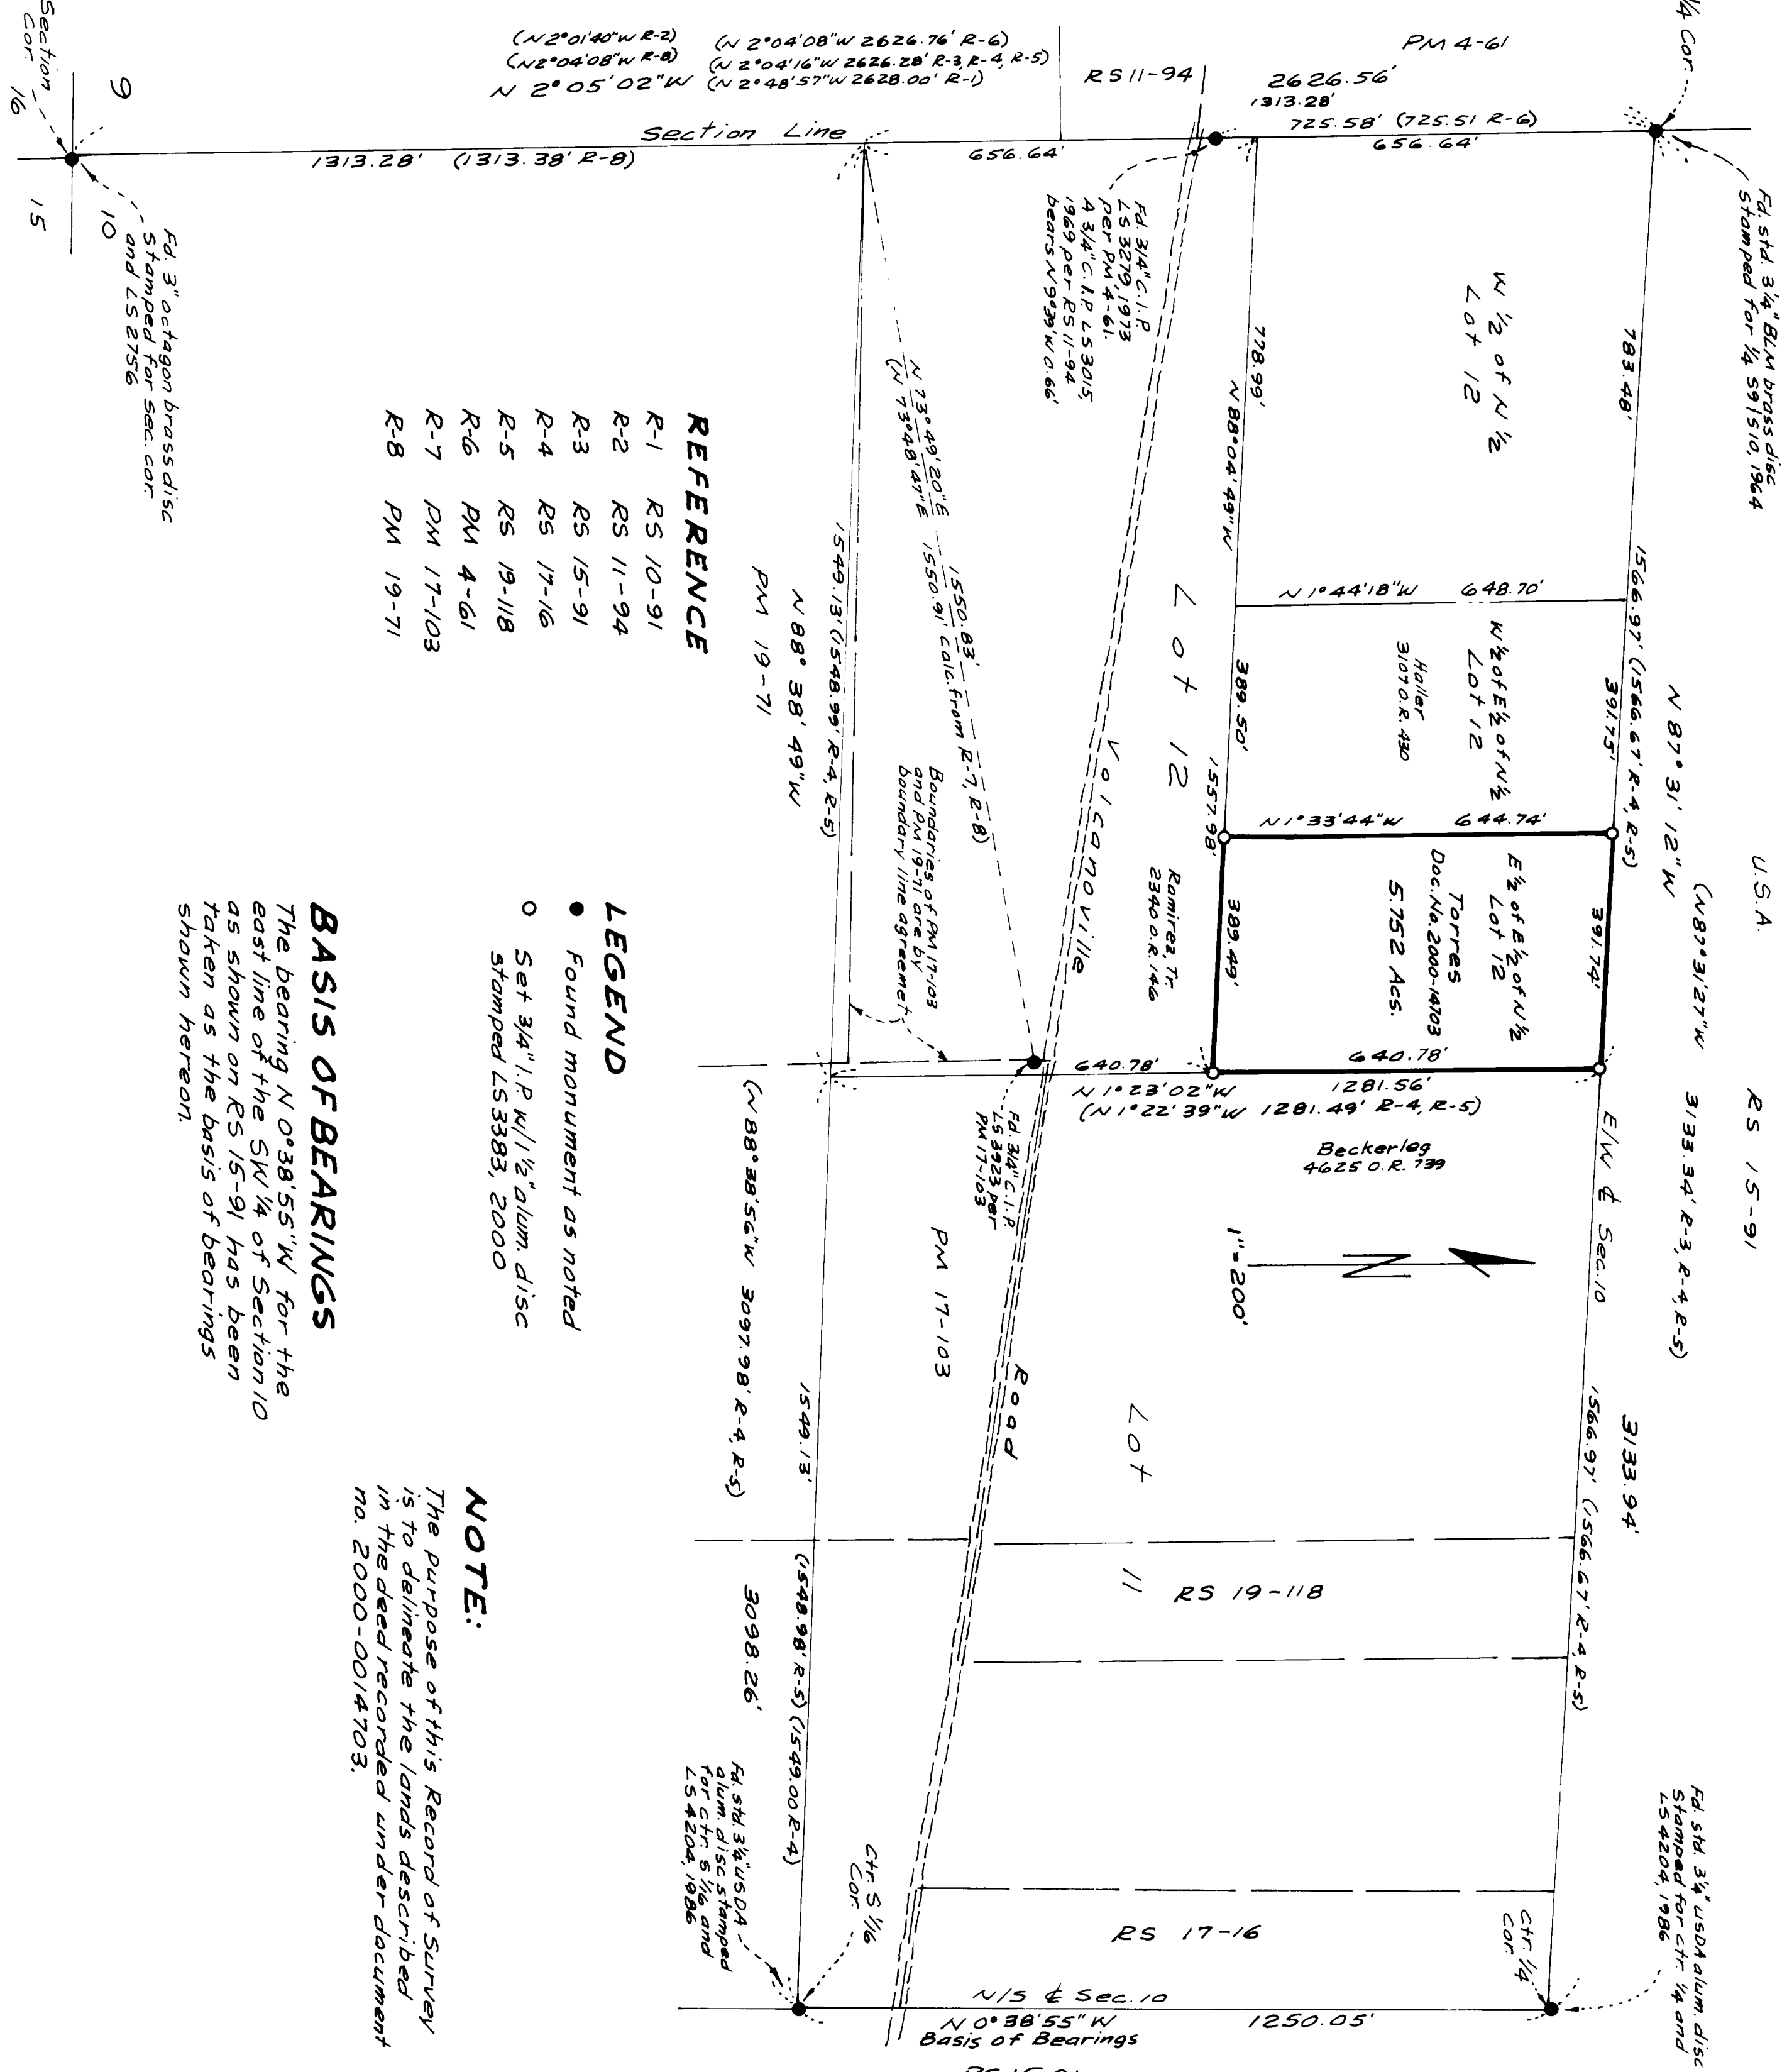 1/4 Cor.
PM 4-61
2626.56'
1313.28'
725.58' (725.51 R-6)
656.64'
RS 11-94
(N 2°01'40"W R-2)
(N 2°04'08"W R-8)
N 2°05'02"W
(N 2°04'08"W 2626.76' R-6)
(N 2°04'16"W 2626.28' R-3, R-4, R-5)
(N 2°48'57"W 2628.00' R-1)
Section Line
1313.28' (1313.38' R-8)
656.64'
Section
Cor.
9
16
10
15
Fd. 3" octagon brass disc
stamped for sec. cor.
and LS 2756
Fd. std. 3 1/4" BLM brass disc
stamped for 1/4 S9 | S10, 1964
Fd. 3/4" C.I.P.
LS 3279, 1973
per PM 4-61.
A 3/4" C.I.P. LS 3015,
1969 per RS 11-94
bears N 9°39' W 0.66'
U.S.A.
RS 15-91
N 87°31'12"W
3133.94'
(N 87°31'27"W 3133.34' R-3, R-4, R-5)
783.48'
1566.97' (1566.67' R-4, R-5)
391.75'
391.74'
E/W ℄ Sec. 10
1566.97' (1566.67' R-4, R-5)
W 1/2 of N 1/2
Lot 12
N 1°44'18"W 648.70'
W 1/2 of E 1/2 of N 1/2
Lot 12
Haller
3107 O.R. 430
N 1°33'44"W 644.74'
E 1/2 of E 1/2 of N 1/2
Lot 12
Torres
Doc. No. 2000-14703
5.752 Acs.
640.78'
1281.56'
640.78'
N 1°23'02"W
(N 1°22'39"W 1281.49' R-4, R-5)
Beckerleg
4625 O.R. 739
778.99'
N 88°04'49"W
389.50'
1557.98'
389.49'
Lot 12
Ramirez, Tr.
2340 O.R. 146
Volcanoville Road
N
1" = 200'
Fd. 3/4" C.I.P.
LS 3923 per
PM 17-103
N 73°49'20"E 1550.83'
(N 73°48'47"E 1550.91' calc. from R-7, R-8)
Boundaries of PM 17-103
and PM 19-71 are by
boundary line agreemet
1549.13' (1548.99' R-4, R-5)
N 88°38'49"W
3098.26'
PM 19-71
(N 88°38'56"W 3097.98' R-4, R-5)
1549.13'
(1548.98' R-5) (1549.00 R-4)
PM 17-103
Lot 11
RS 19-118
RS 17-16
Ctr. 1/4
Cor.
Fd. std. 3 1/4" USDA alum. disc
stamped for ctr. 1/4 and
LS 4204, 1986
Ctr. S 1/16
Cor.
Fd. std. 3 1/4" USDA
alum. disc stamped
for ctr. S 1/16 and
LS 4204, 1986
N/S ℄ Sec. 10
N 0°38'55"W 1250.05'
Basis of Bearings
REFERENCE
R-1 RS 10-91
R-2 RS 11-94
R-3 RS 15-91
R-4 RS 17-16
R-5 RS 19-118
R-6 PM 4-61
R-7 PM 17-103
R-8 PM 19-71
LEGEND
● Found monument as noted
○ Set 3/4" I.P. w/1 1/2" alum. disc
stamped LS3383, 2000
BASIS OF BEARINGS
The bearing N 0°38'55"W for the
east line of the SW 1/4 of Section 10
as shown on RS 15-91 has been
taken as the basis of bearings
shown hereon.
NOTE:
The purpose of this Record of Survey
is to delineate the lands described
in the deed recorded under document
no. 2000-0014703.